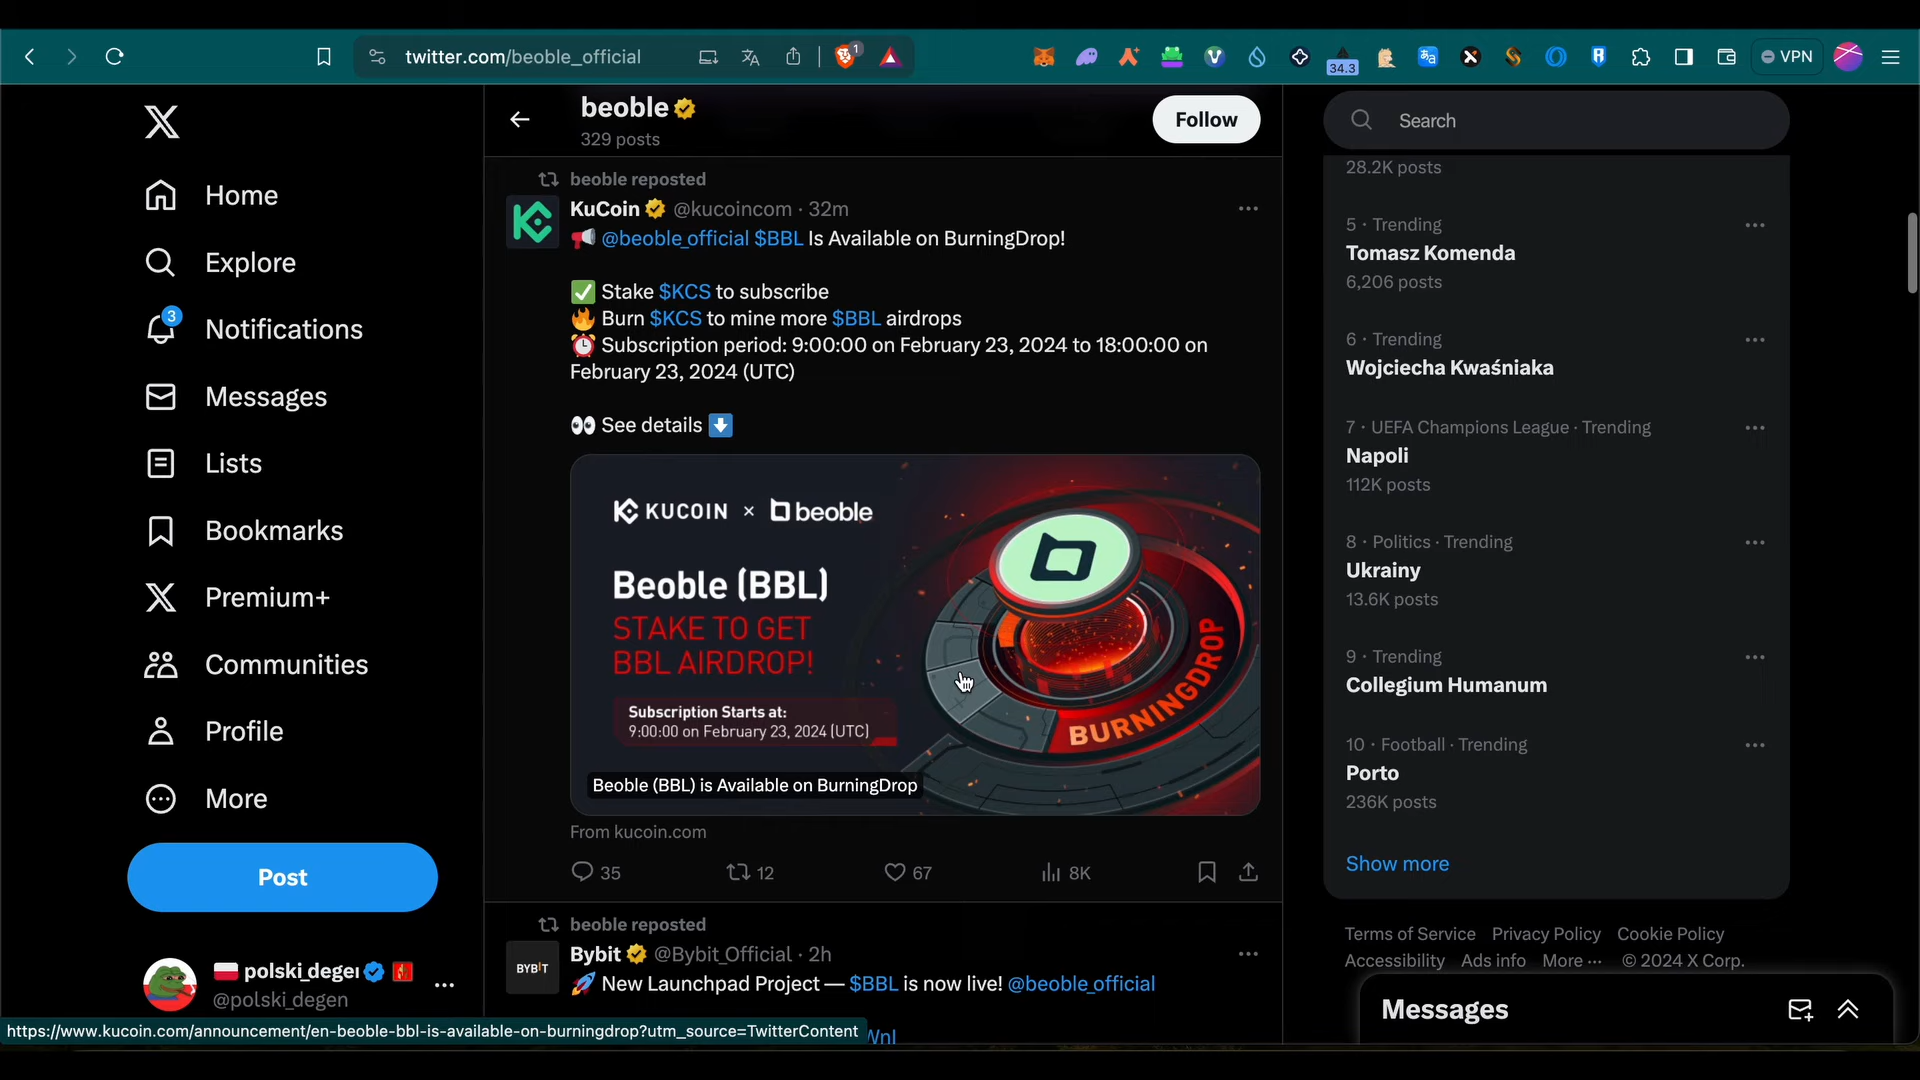 twitter.com/beoble_official
1
34.3
VPN
beoble
329 posts
Follow
Search
Home
Explore
3
Notifications
Messages
Lists
Bookmarks
Premium+
Communities
Profile
More
Post
polski_degen
@polski_degen
beoble reposted
KuCoin @kucoincom · 32m
@beoble_official $BBL Is Available on BurningDrop!
Stake $KCS to subscribe
Burn $KCS to mine more $BBL airdrops
Subscription period: 9:00:00 on February 23, 2024 to 18:00:00 on
February 23, 2024 (UTC)
See details
KUCOIN × beoble
Beoble (BBL)
STAKE TO GET
BBL AIRDROP!
Subscription Starts at:
9:00:00 on February 23, 2024 (UTC)
BURNINGDROP
Beoble (BBL) is Available on BurningDrop
From kucoin.com
35 12 67 8K
beoble reposted
BYBIT
Bybit @Bybit_Official · 2h
New Launchpad Project — $BBL is now live! @beoble_official
Wnl
28.2K posts
5 · Trending
Tomasz Komenda
6,206 posts
6 · Trending
Wojciecha Kwaśniaka
7 · UEFA Champions League · Trending
Napoli
112K posts
8 · Politics · Trending
Ukrainy
13.6K posts
9 · Trending
Collegium Humanum
10 · Football · Trending
Porto
236K posts
Show more
Terms of Service Privacy Policy Cookie Policy
Accessibility Ads info More ··· © 2024 X Corp.
Messages
https://www.kucoin.com/announcement/en-beoble-bbl-is-available-on-burningdrop?utm_source=TwitterContent